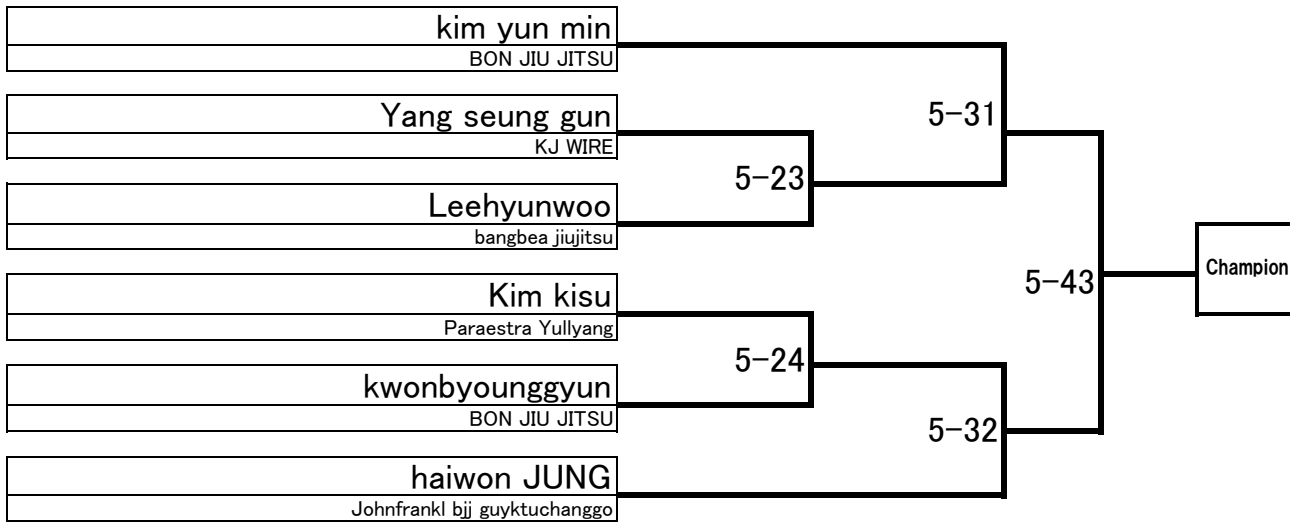 kim yun min
BON JIU JITSU
Yang seung gun
KJ WIRE
Leehyunwoo
bangbea jiujitsu
Kim kisu
Paraestra Yullyang
kwonbyounggyun
BON JIU JITSU
haiwon JUNG
Johnfrankl bjj guyktuchanggo
5-23
5-24
5-31
5-32
5-43
Champion